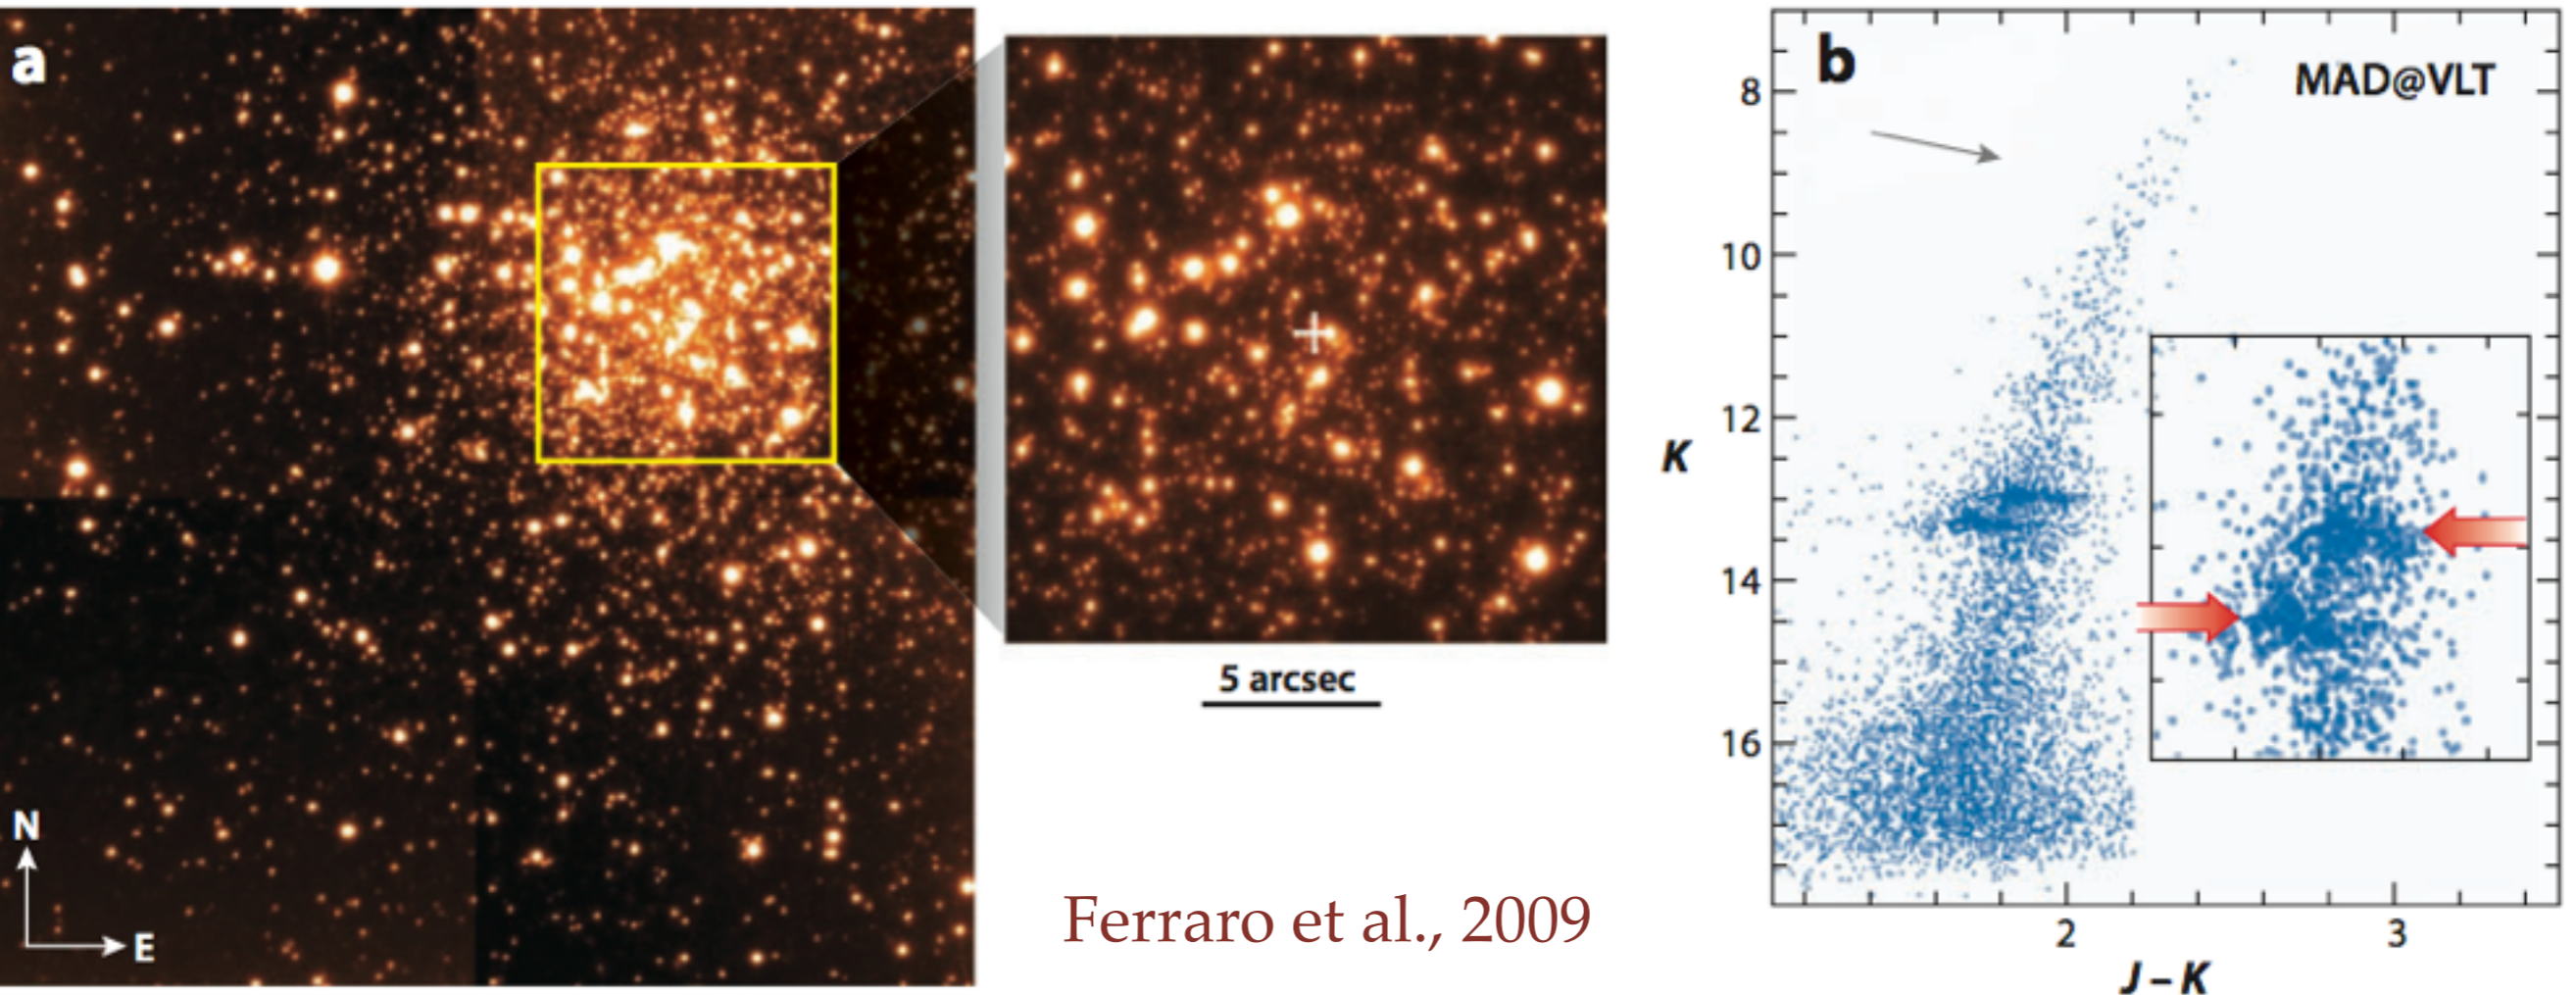 a
N
E
5 arcsec
Ferraro et al., 2009
b
MAD@VLT
8
10
12
14
16
K
2
3
J – K